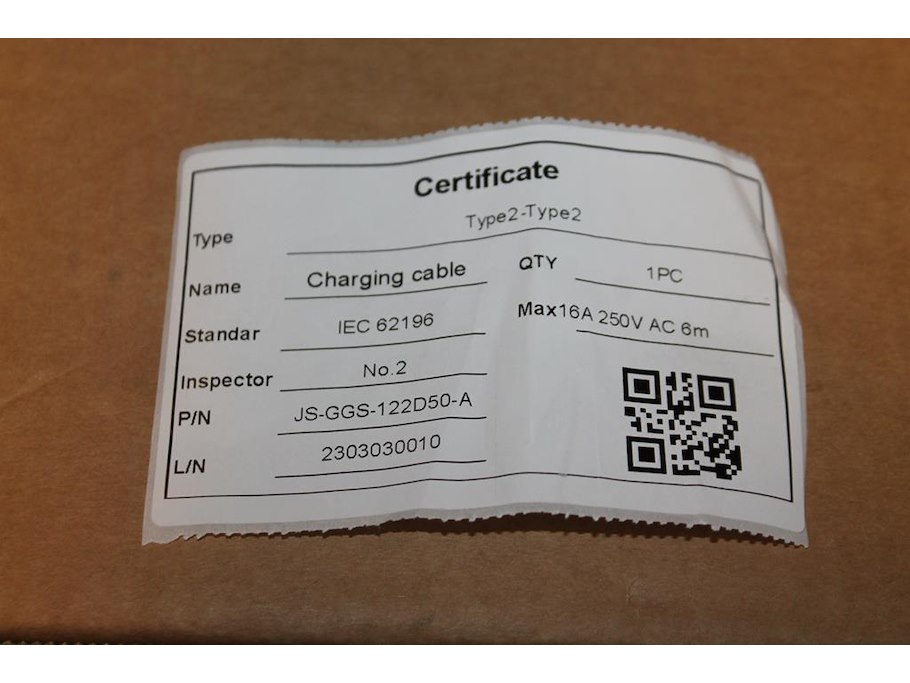 Certificate
Type Type2-Type2
Name Charging cable QTY 1PC
Standar IEC 62196 Max16A 250V AC 6m
Inspector No.2
P/N JS-GGS-122D50-A
L/N 2303030010